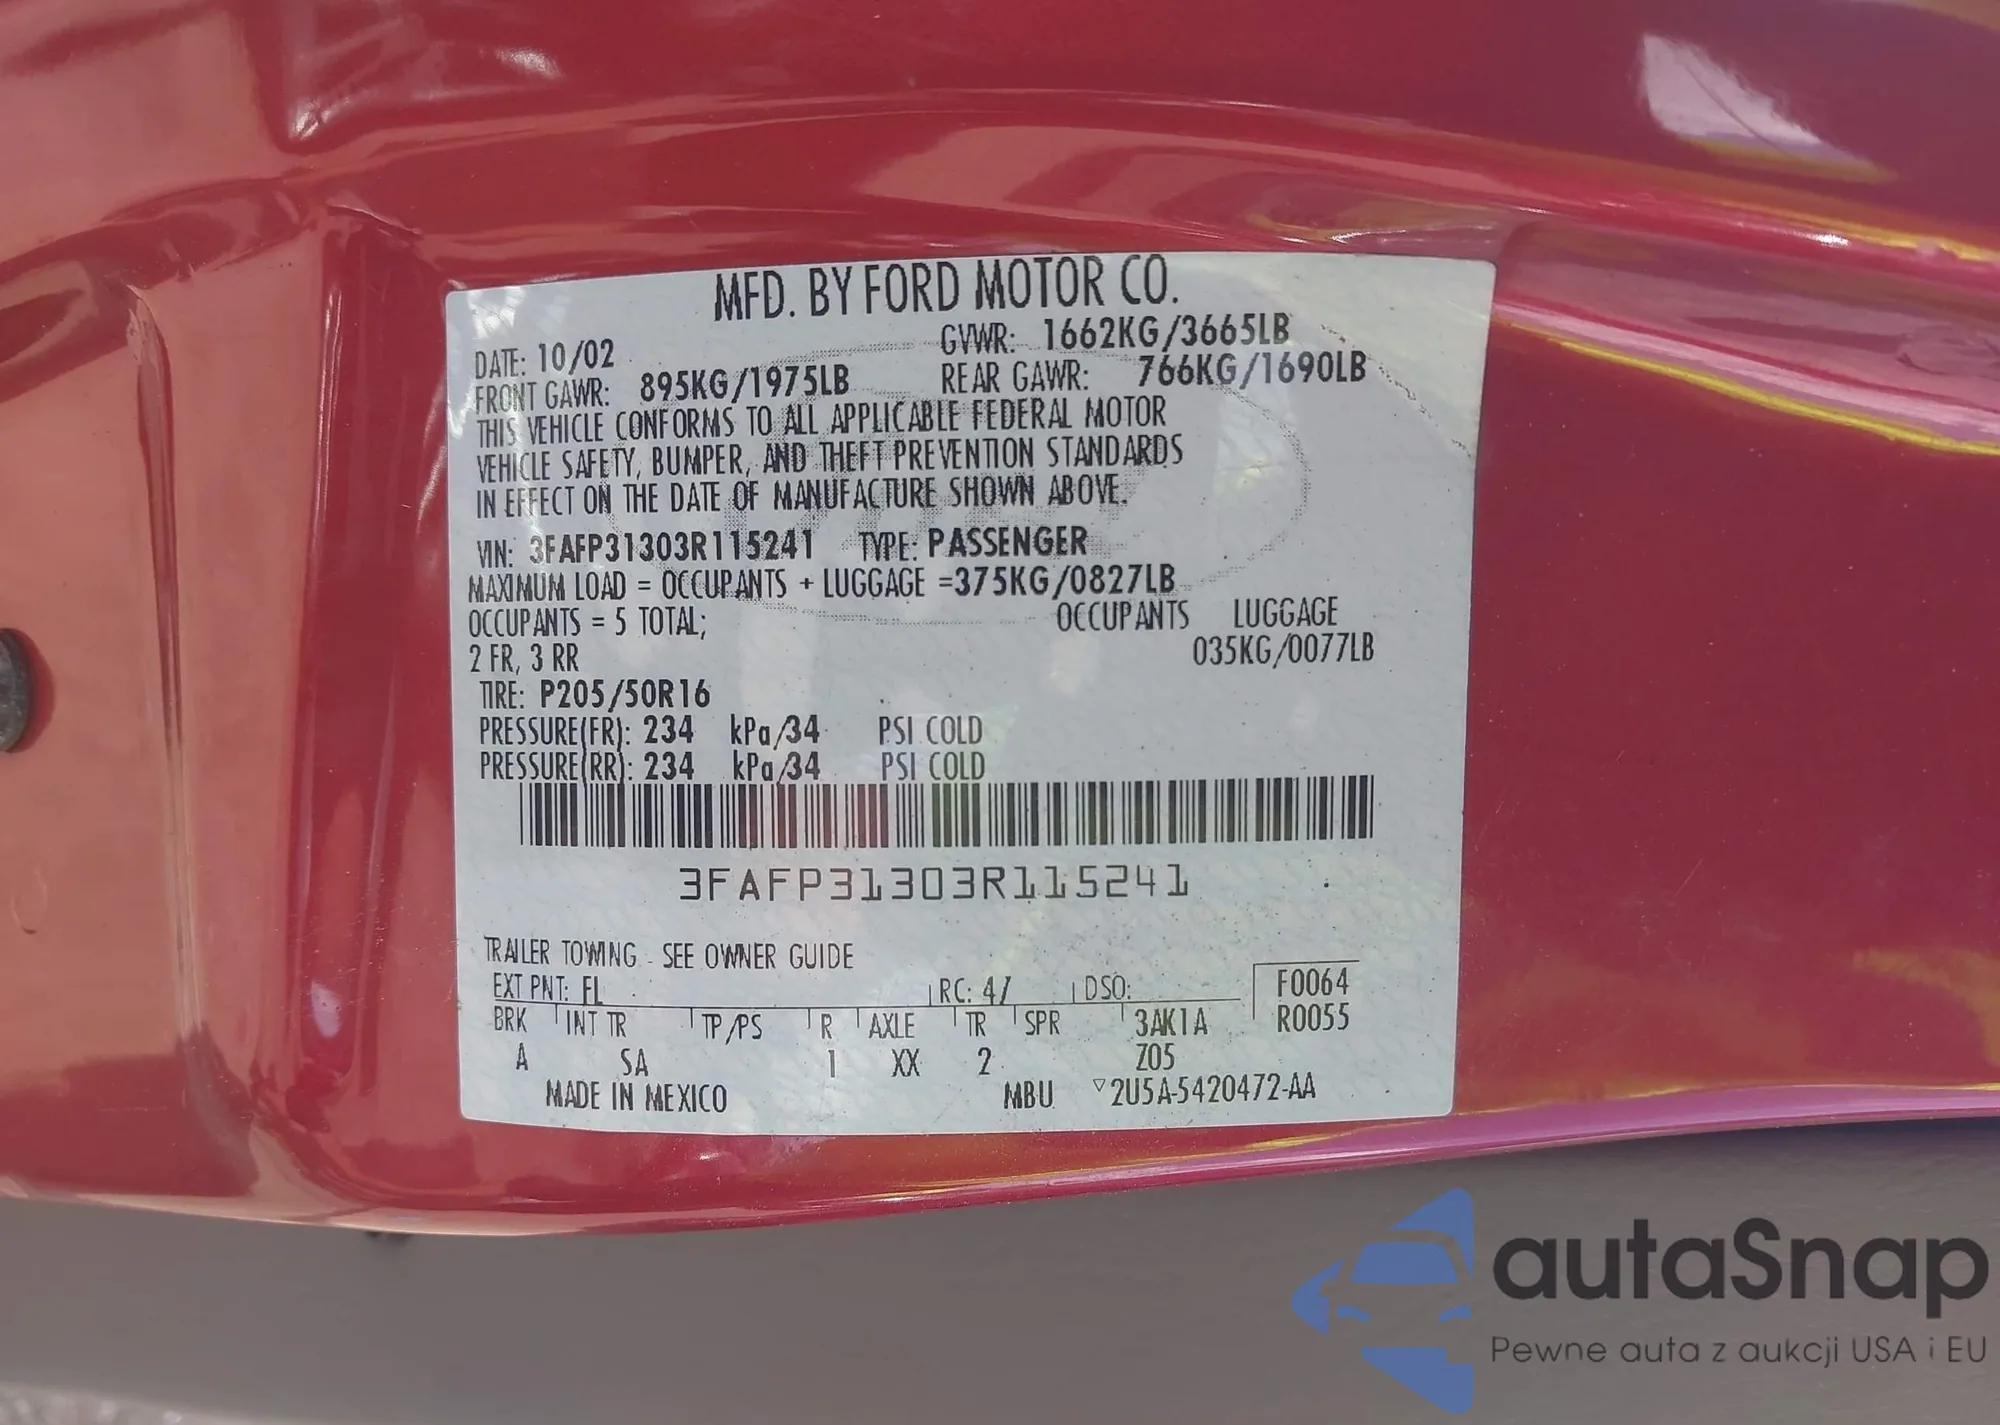 MFD. BY FORD MOTOR CO.
DATE: 10/02 GVWR: 1662KG/3665LB
FRONT GAWR: 895KG/1975LB REAR GAWR: 766KG/1690LB
THIS VEHICLE CONFORMS TO ALL APPLICABLE FEDERAL MOTOR
VEHICLE SAFETY, BUMPER, AND THEFT PREVENTION STANDARDS
IN EFFECT ON THE DATE OF MANUFACTURE SHOWN ABOVE.
VIN: 3FAFP31303R115241 TYPE: PASSENGER
MAXIMUM LOAD = OCCUPANTS + LUGGAGE =375KG/0827LB
OCCUPANTS = 5 TOTAL; OCCUPANTS LUGGAGE
2 FR, 3 RR 035KG/0077LB
TIRE: P205/50R16
PRESSURE(FR): 234 kPa/34 PSI COLD
PRESSURE(RR): 234 kPa/34 PSI COLD
3FAFP31303R115241
TRAILER TOWING - SEE OWNER GUIDE
EXT PNT: FL RC: 47 DSO: F0064
BRK INT TR TP/PS R AXLE TR SPR 3AK1A R0055
A SA 1 XX 2 Z05
MADE IN MEXICO MBU ▽2U5A-5420472-AA
autaSnap
Pewne auta z aukcji USA i EU